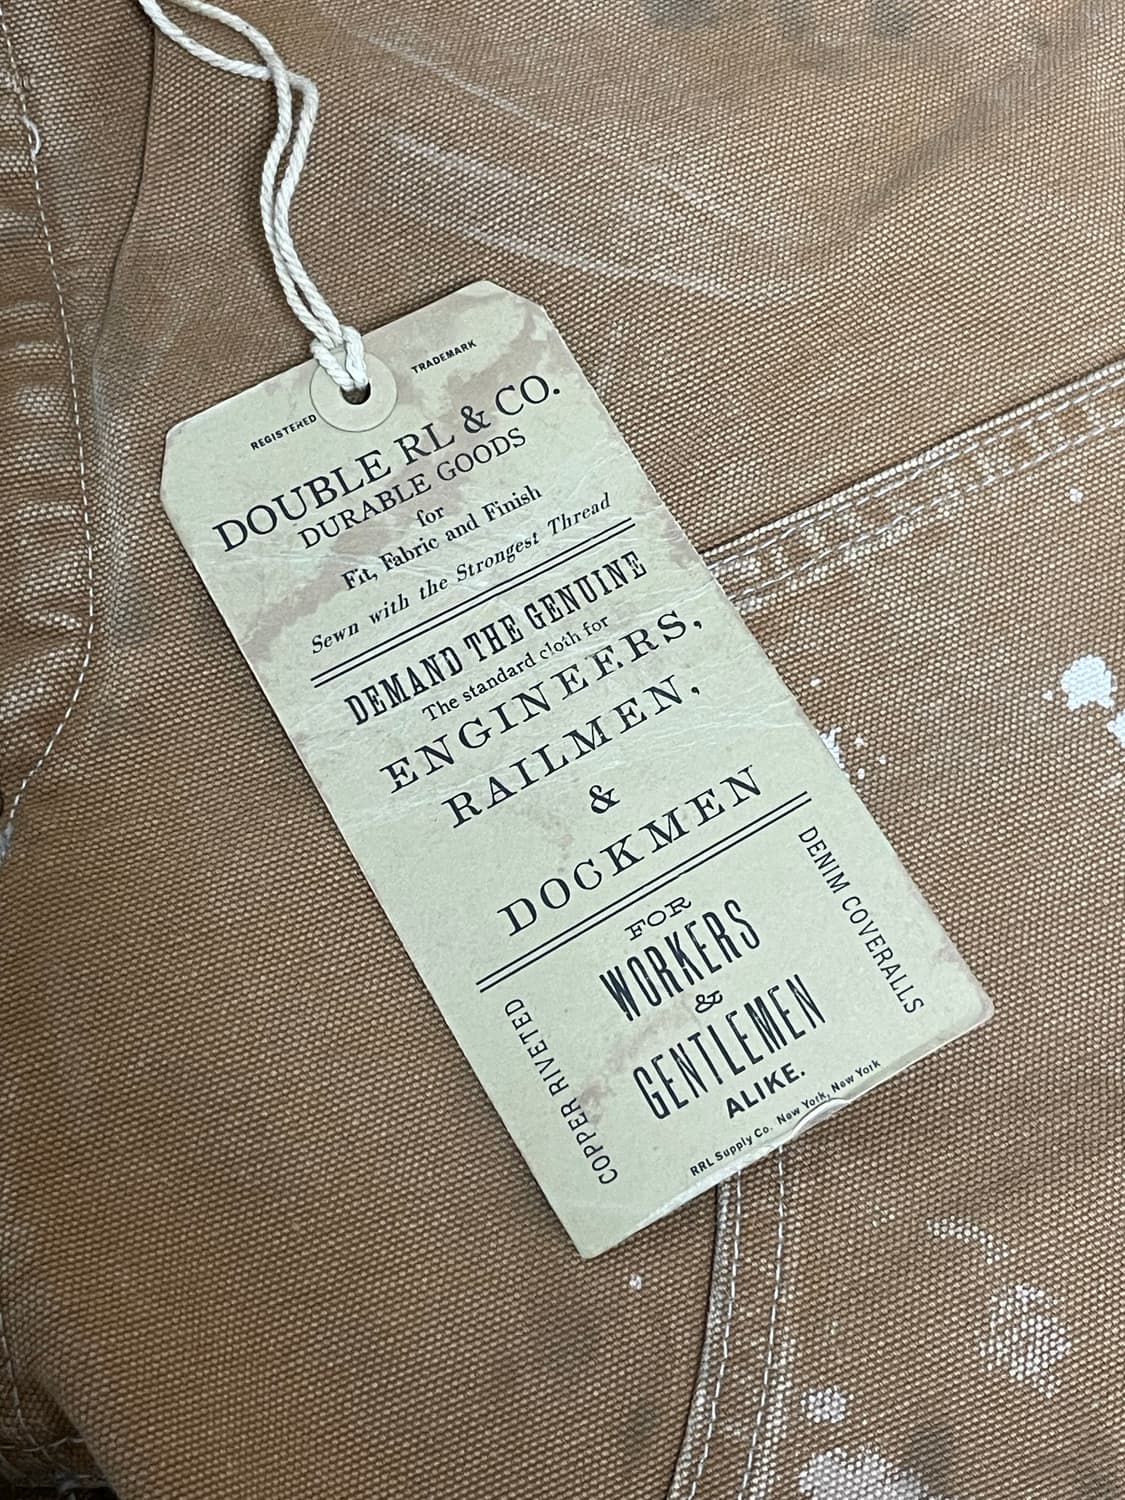 REGISTERED TRADEMARK
DOUBLE RL & CO.
DURABLE GOODS
for
Fit, Fabric and Finish
Sewn with the Strongest Thread
DEMAND THE GENUINE
The standard cloth for
ENGINEERS,
RAILMEN,
&
DOCKMEN
FOR
WORKERS
&
GENTLEMEN
ALIKE.
COPPER RIVETED
DENIM COVERALLS
RRL Supply Co. New York, New York